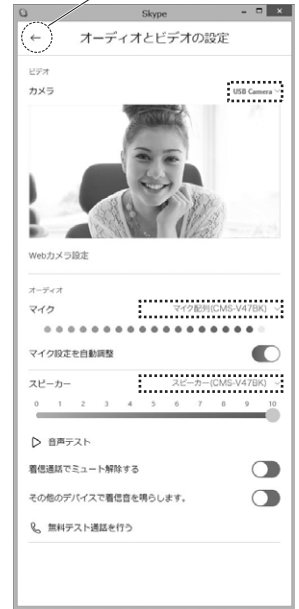 Skype
← オーディオとビデオの設定
ビデオ
カメラ USB Camera
Webカメラ設定
オーディオ
マイク マイク配列(CMS-V47BK)
マイク設定を自動調整
スピーカー スピーカー(CMS-V47BK)
0 1 2 3 4 5 6 7 8 9 10
音声テスト
着信通話でミュート解除する
その他のデバイスで着信音を鳴らします。
無料テスト通話を行う